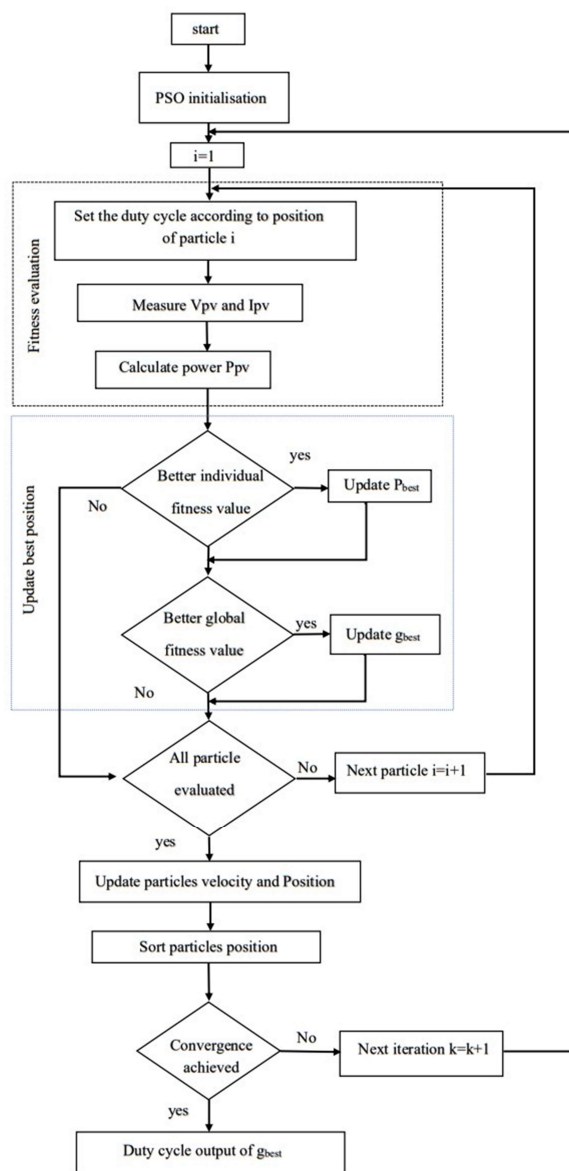 start
PSO initialisation
i=1
Fitness evaluation
Set the duty cycle according to position
of particle i
Measure Vpv and Ipv
Calculate power Ppv
Update best position
Better individual
fitness value
yes
Update Pbest
No
Better global
fitness value
yes
Update gbest
No
All particle
evaluated
No
Next particle i=i+1
yes
Update particles velocity and Position
Sort particles position
Convergence
achieved
No
Next iteration k=k+1
yes
Duty cycle output of gbest